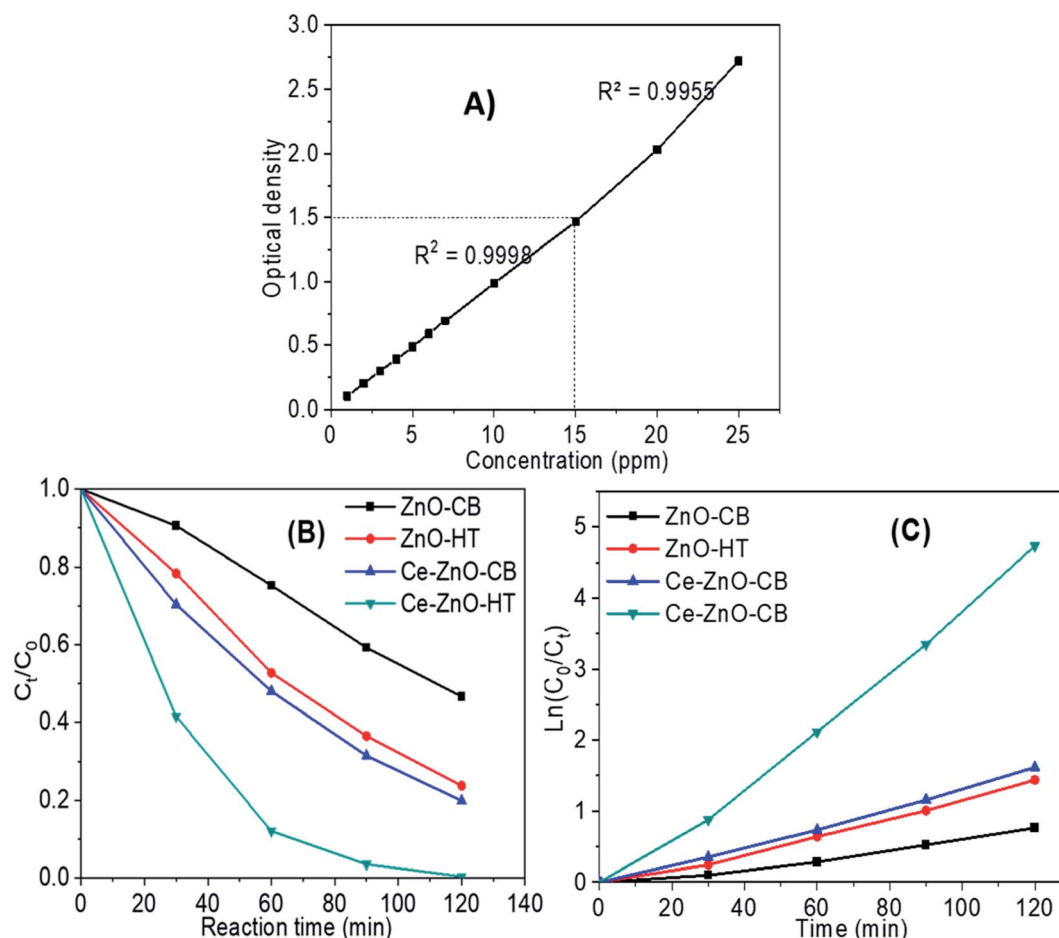 A)
R² = 0.9955
R² = 0.9998
Optical density
3.0
2.5
2.0
1.5
1.0
0.5
0.0
0 5 10 15 20 25
Concentration (ppm)
(B)
ZnO-CB
ZnO-HT
Ce-ZnO-CB
Ce-ZnO-HT
Cₜ/C₀
1.0
0.8
0.6
0.4
0.2
0.0
0 20 40 60 80 100 120 140
Reaction time (min)
(C)
ZnO-CB
ZnO-HT
Ce-ZnO-CB
Ce-ZnO-CB
Ln(C₀/Cₜ)
5
4
3
2
1
0
0 20 40 60 80 100 120
Time (min)